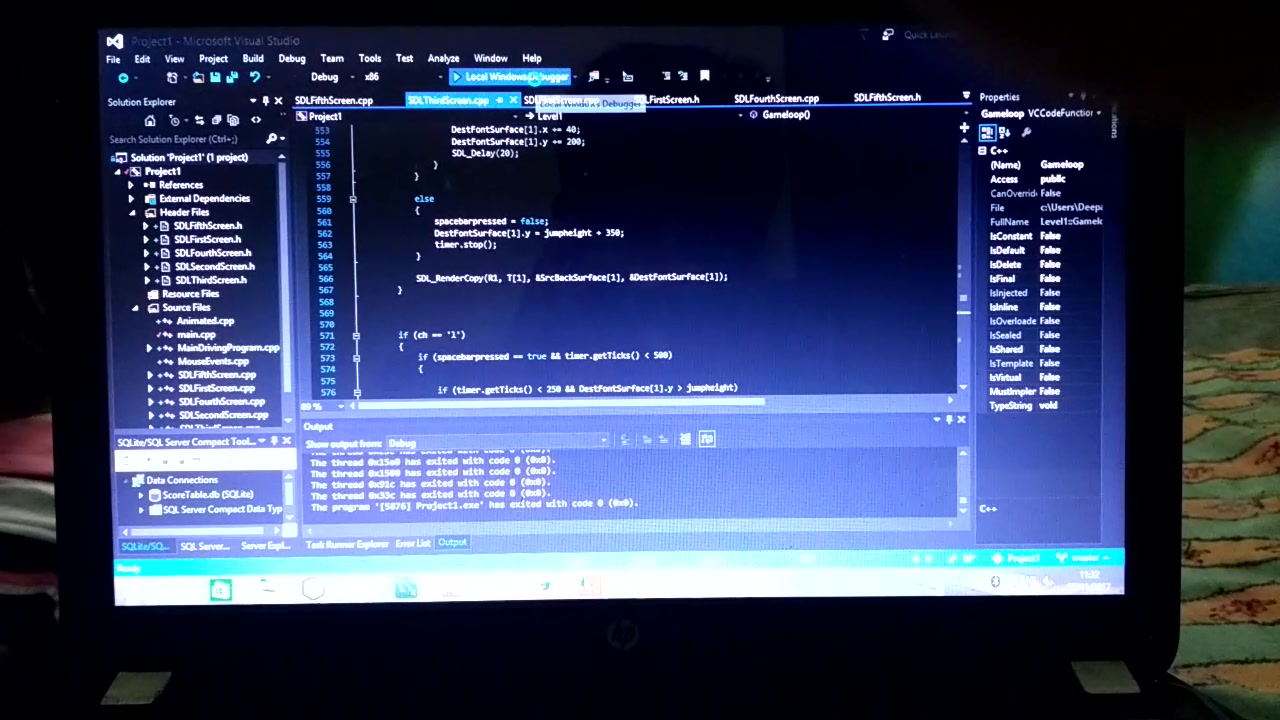 Project1 - Microsoft Visual Studio
Quick
File Edit View Project Build Debug Team Tools Test Analyze Window Help
Debug x86 Local Windows Debugger
Solution Explorer
SDLFifthScreen.cpp SDLThirdScreen.cpp FirstScreen.h SDLFourthScreen.cpp SDLFifthScreen.h
Local Windows Debugger
Project1 Level1 Gameloop()
Search Solution Explorer (Ctrl+;)
Solution 'Project1' (1 project)
Project1
References
External Dependencies
Header Files
SDLFifthScreen.h
SDLFirstScreen.h
SDLFourthScreen.h
SDLSecondScreen.h
SDLThirdScreen.h
Resource Files
Source Files
Animated.cpp
main.cpp
MainDrivingProgram.cpp
MouseEvents.cpp
SDLFifthScreen.cpp
SDLFirstScreen.cpp
SDLFourthScreen.cpp
SDLSecondScreen.cpp
SDLThirdScreen.cpp
553 DestFontSurface[1].x += 40;
554 DestFontSurface[1].y += 200;
555 SDL_Delay(20);
556 }
557 }
558
559 else
560 {
561 spacebarpressed = false;
562 DestFontSurface[1].y = jumpheight + 350;
563 timer.stop();
564 }
565
566 SDL_RenderCopy(R1, T[1], &SrcBackSurface[1], &DestFontSurface[1]);
567 }
568
569
570
571 if (ch == '1')
572 {
573 if (spacebarpressed == true && timer.getTicks() < 500)
574 {
575
576 if (timer.getTicks() < 250 && DestFontSurface[1].y > jumpheight)
89 %
Properties
Gameloop VCCodeFunction
C++
(Name) Gameloop
Access public
CanOverrid False
File c:\Users\Deepa
FullName Level1::Gamelo
IsConstant False
IsDefault False
IsDelete False
IsFinal False
IsInjected False
IsInline False
IsOverloade False
IsSealed False
IsShared False
IsTemplate False
IsVirtual False
MustImpler False
TypeString void
C++
SQLite/SQL Server Compact Tool...
Data Connections
ScoreTable.db (SQLite)
SQL Server Compact Data Typ
SQLite/SQ... SQL Server... Server Expl...
Output
Show output from: Debug
The thread 0x15a0 has exited with code 0 (0x0).
The thread 0x1500 has exited with code 0 (0x0).
The thread 0x91c has exited with code 0 (0x0).
The thread 0x33c has exited with code 0 (0x0).
The program '[5876] Project1.exe' has exited with code 0 (0x0).
Task Runner Explorer Error List Output
Ready Project1 master
11:32
hp